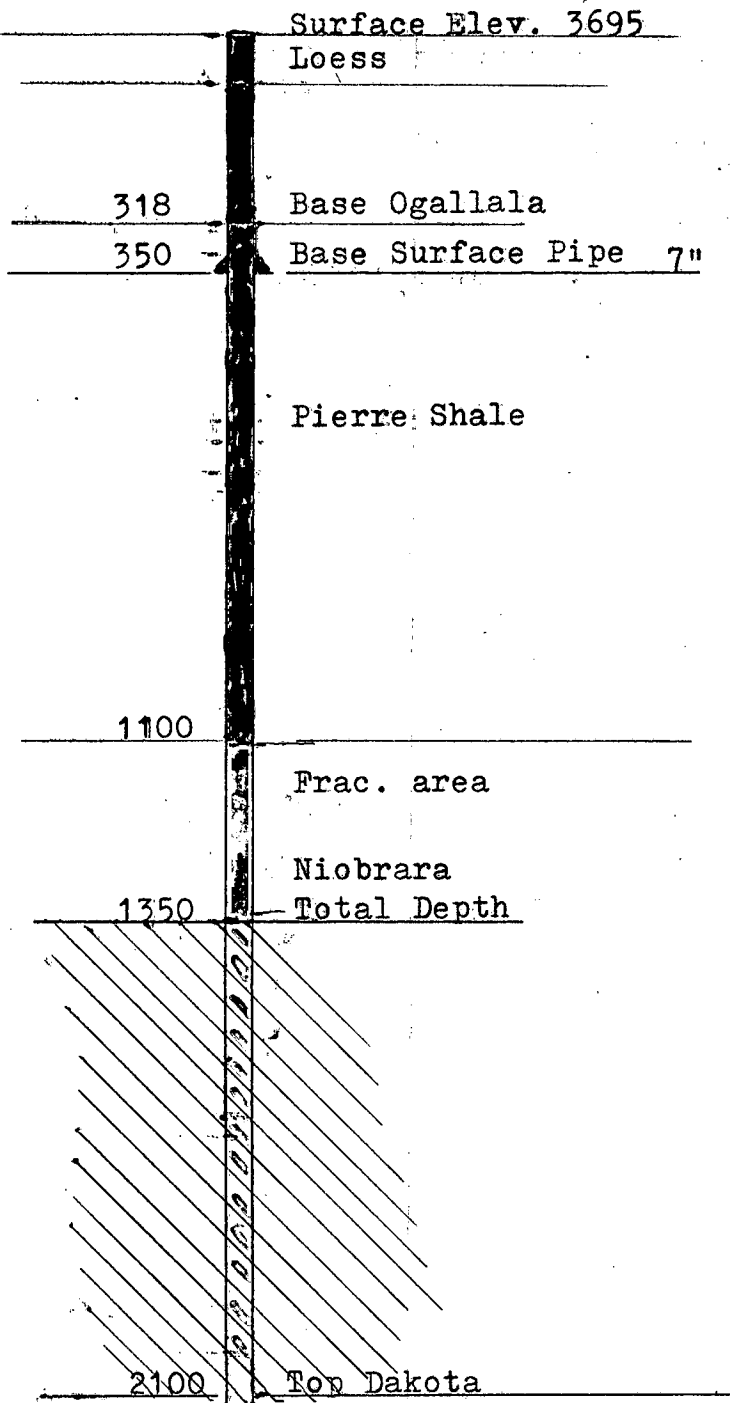 Surface Elev. 3695
Loess
318 Base Ogallala
350 Base Surface Pipe 7"
Pierre Shale
1100
Frac. area
Niobrara
1350 Total Depth
2100 Top Dakota